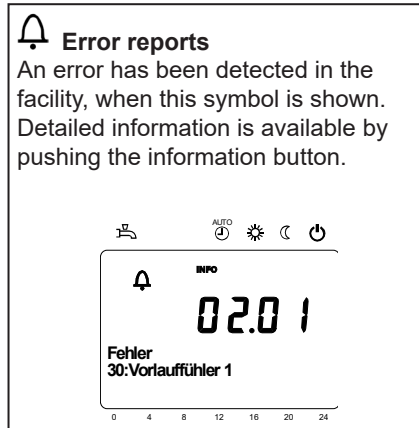 Error reports
An error has been detected in the
facility, when this symbol is shown.
Detailed information is available by
pushing the information button.
AUTO
INFO
02.01
Fehler
30:Vorlauffühler 1
0 4 8 12 16 20 24